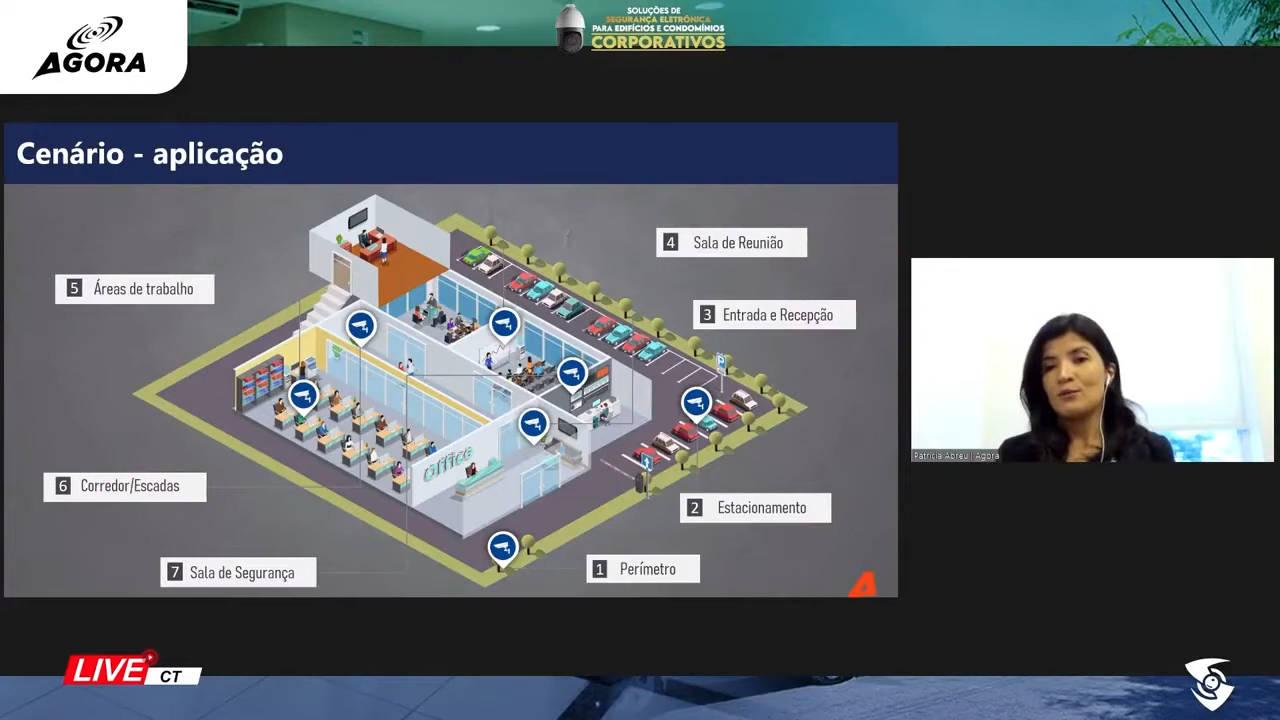 AGORA
SOLUÇÕES DE
SEGURANÇA ELETRÔNICA
PARA EDIFÍCIOS E CONDOMÍNIOS
CORPORATIVOS
Cenário - aplicação
4 Sala de Reunião
5 Áreas de trabalho
3 Entrada e Recepção
P
Office
6 Corredor/Escadas
2 Estacionamento
7 Sala de Segurança
1 Perímetro
Patrícia Abreu | Agora
LIVE CT